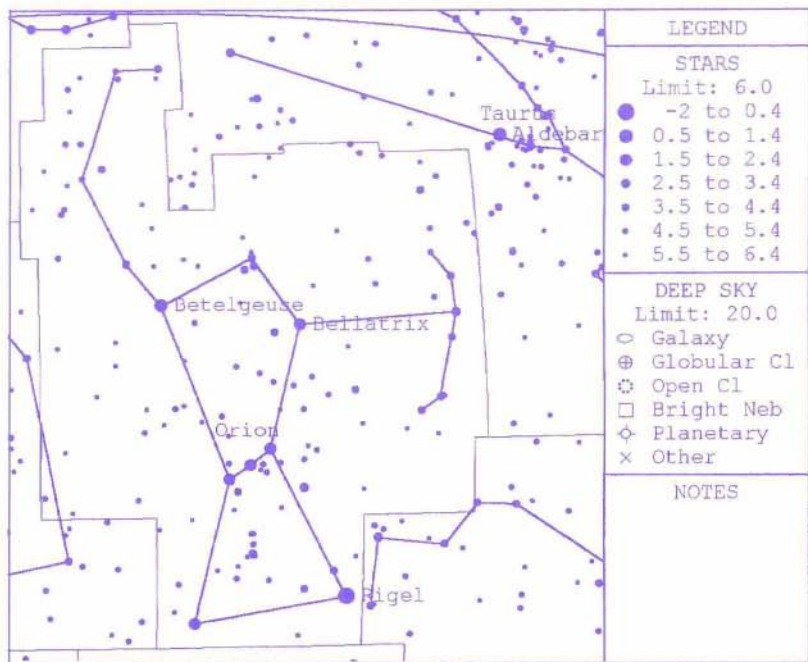 Taurus
Aldebar
Betelgeuse
Bellatrix
Orion
Rigel
LEGEND
STARS
Limit: 6.0
-2 to 0.4
0.5 to 1.4
1.5 to 2.4
2.5 to 3.4
3.5 to 4.4
4.5 to 5.4
5.5 to 6.4
DEEP SKY
Limit: 20.0
Galaxy
Globular Cl
Open Cl
Bright Neb
Planetary
Other
NOTES